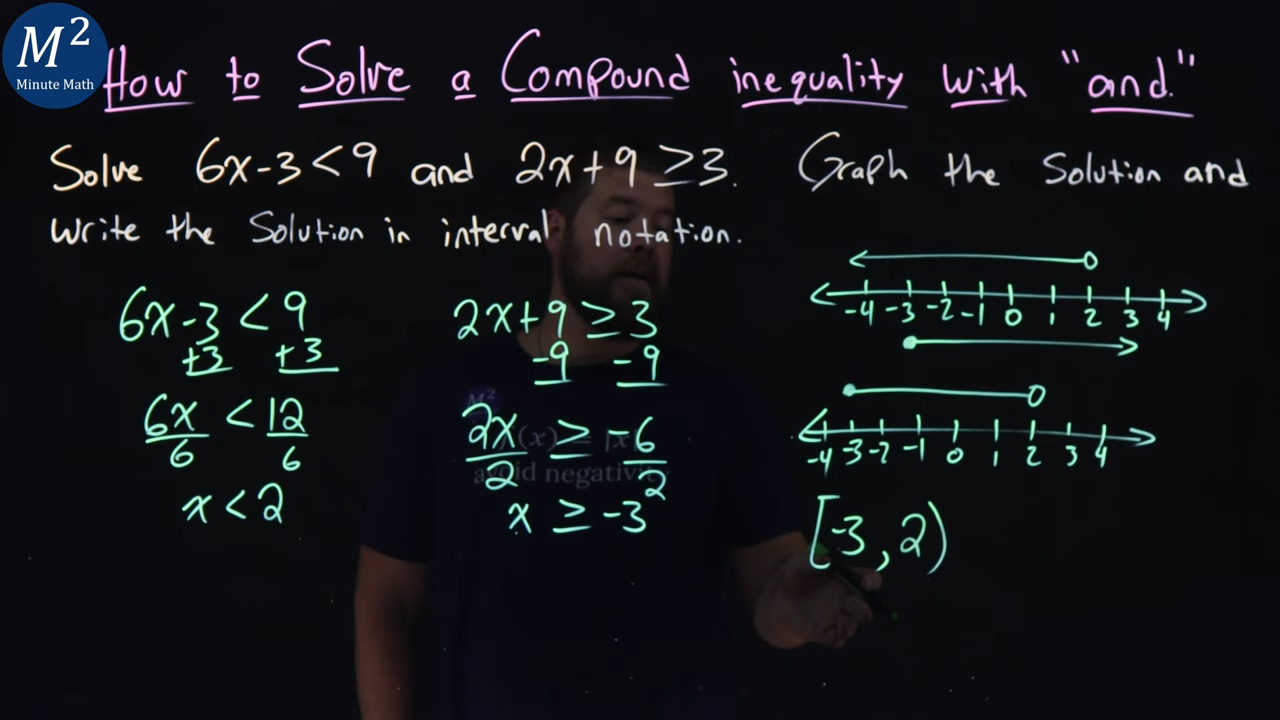 M²
Minute Math
How to Solve a Compound inequality with "and."
Solve 6x-3<9 and 2x+9≥3. Graph the Solution and
write the Solution in interval notation.
6x-3<9
+3 +3
6x < 12
6 6
x < 2
2x+9≥3
-9 -9
2x ≥ -6
2 2
x ≥ -3
-4 -3 -2 -1 0 1 2 3 4
-4 -3 -2 -1 0 1 2 3 4
[-3,2)
M²
(x) = |x|
avoid negativity